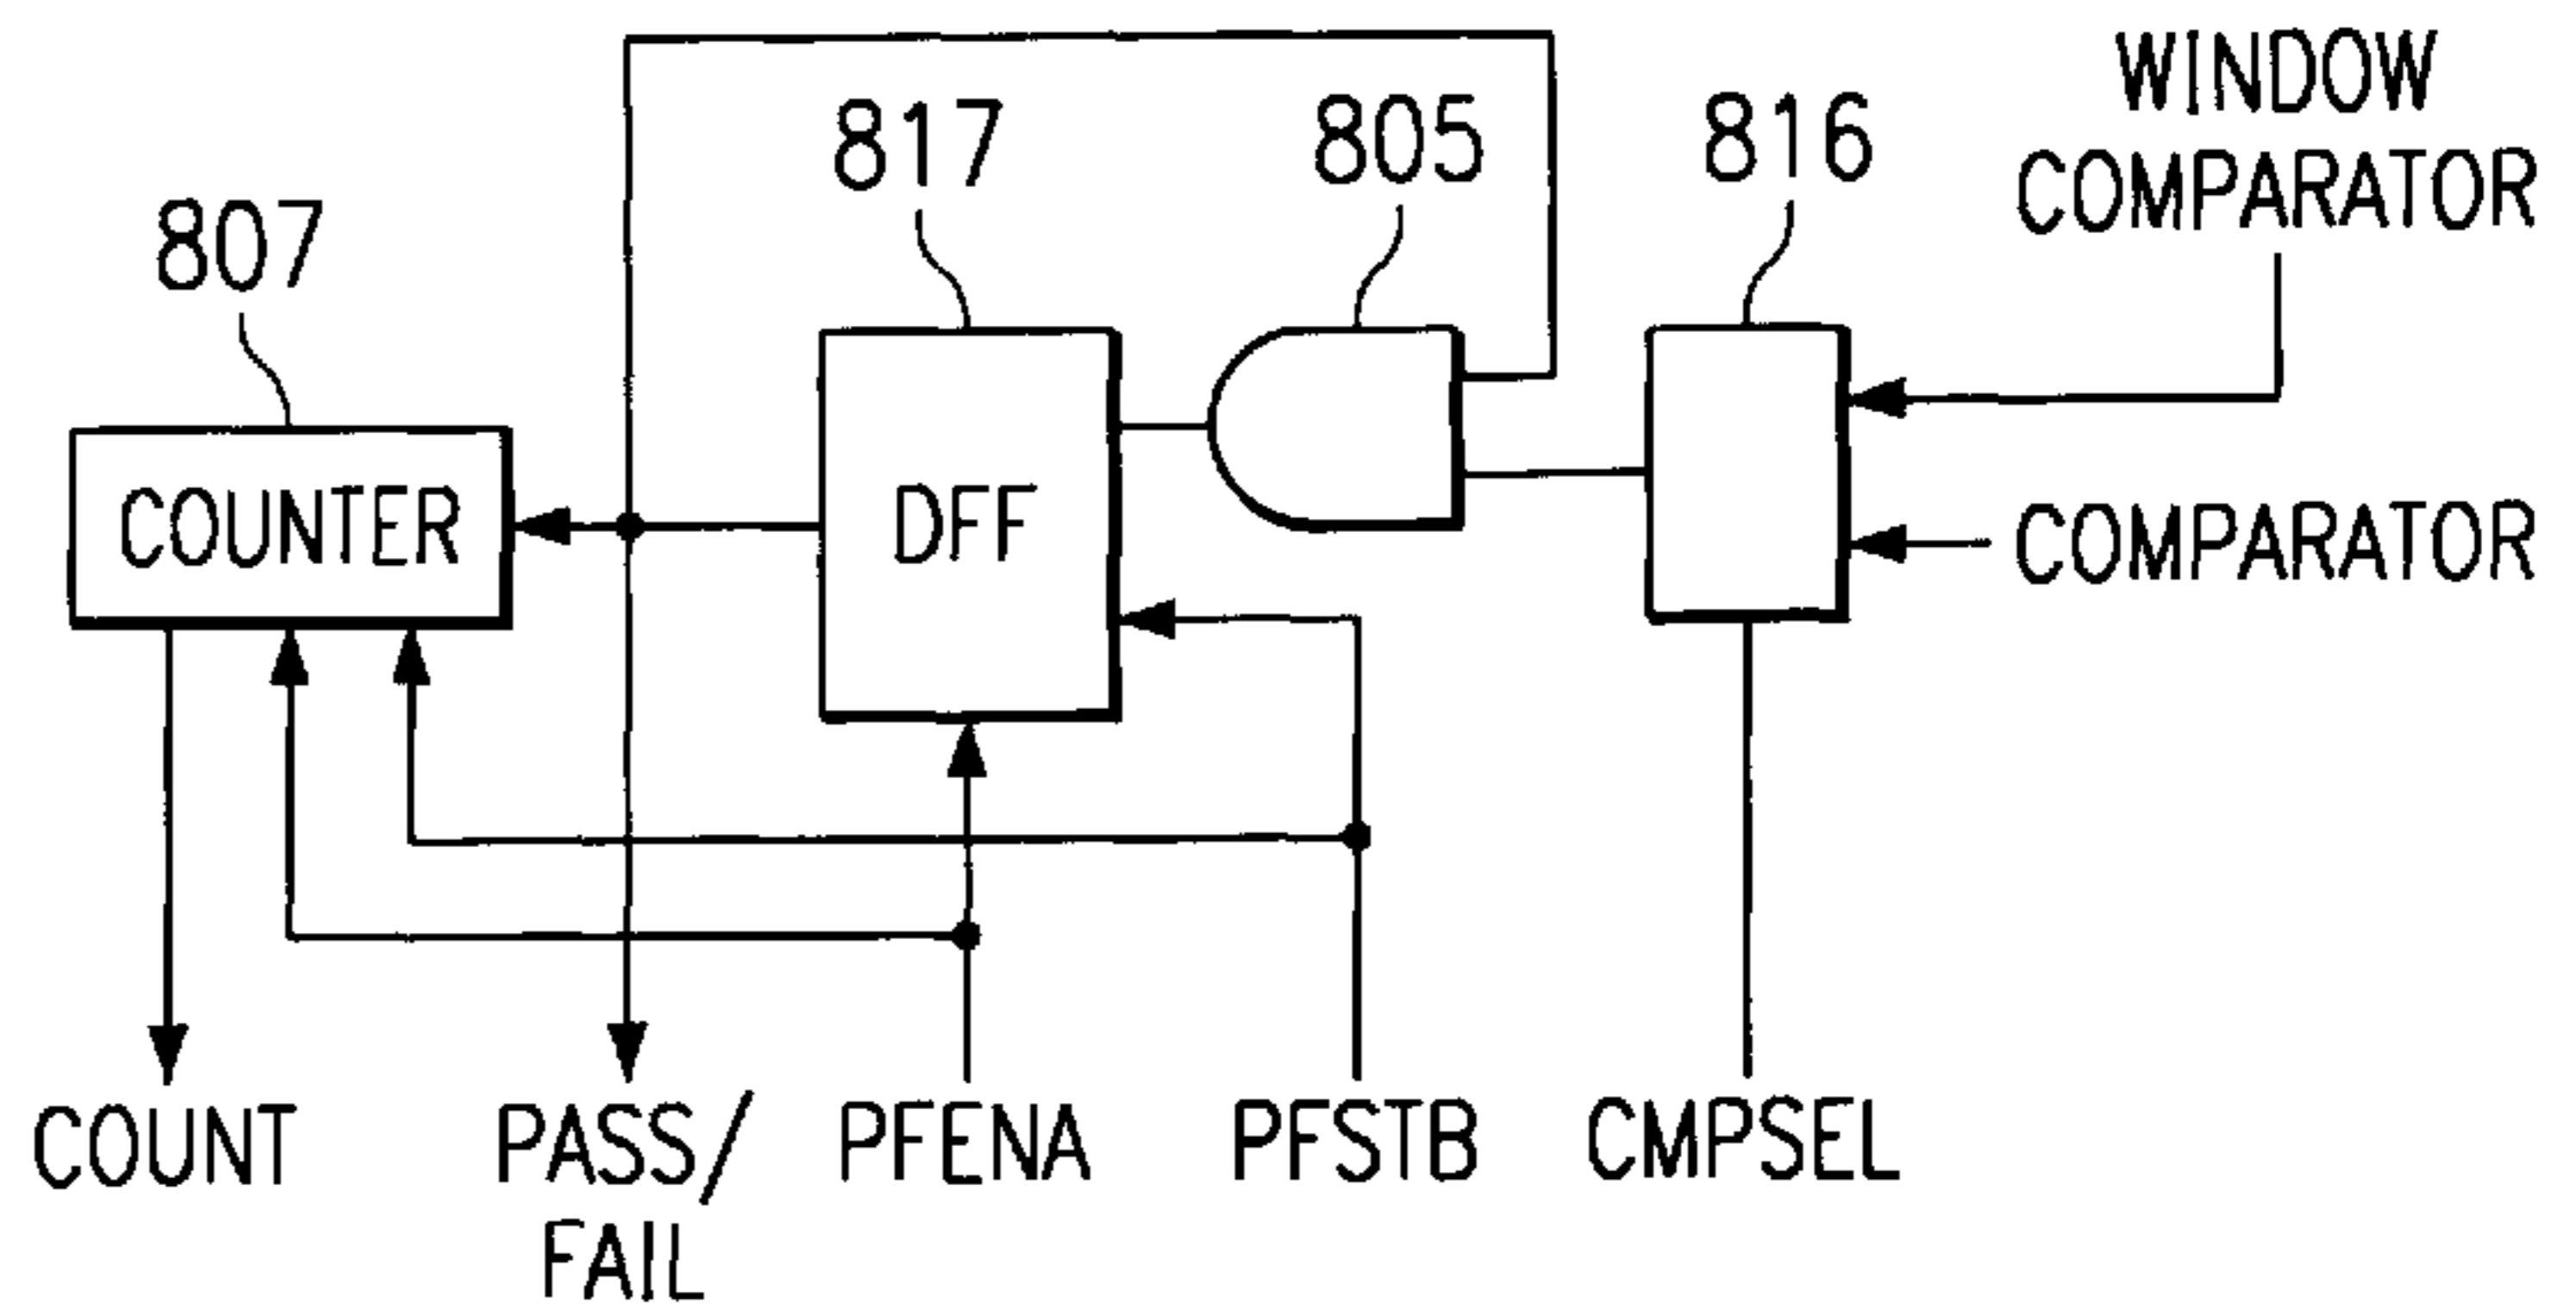 WINDOW
COMPARATOR
817
805
816
807
COUNTER
DFF
COMPARATOR
COUNT
PASS/
FAIL
PFENA
PFSTB
CMPSEL